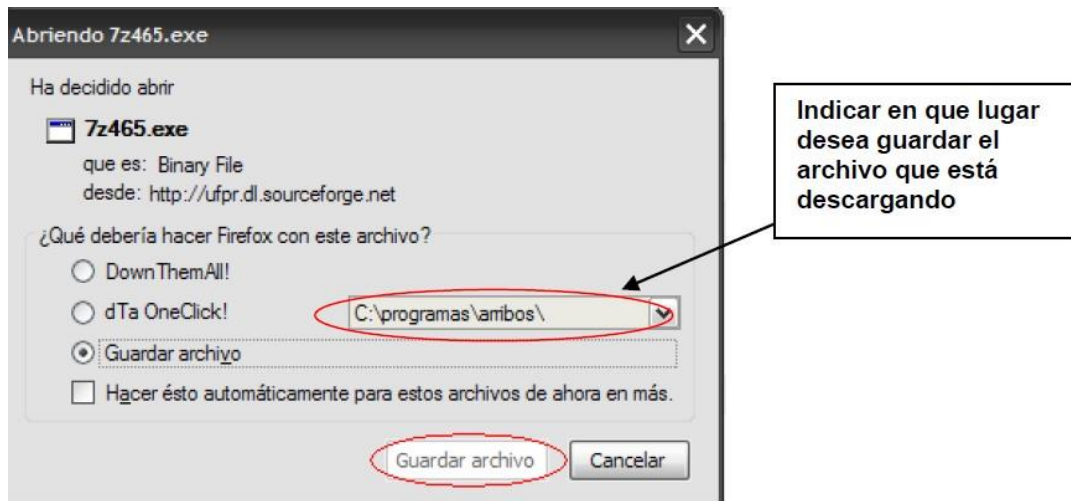 Abriendo 7z465.exe
Ha decidido abrir
7z465.exe
que es: Binary File
desde: http://ufpr.dl.sourceforge.net
¿Qué debería hacer Firefox con este archivo?
DownThemAll!
dTa OneClick!
C:\programas\arribos\
Guardar archivo
Hacer ésto automáticamente para estos archivos de ahora en más.
Guardar archivo
Cancelar
Indicar en que lugar
desea guardar el
archivo que está
descargando